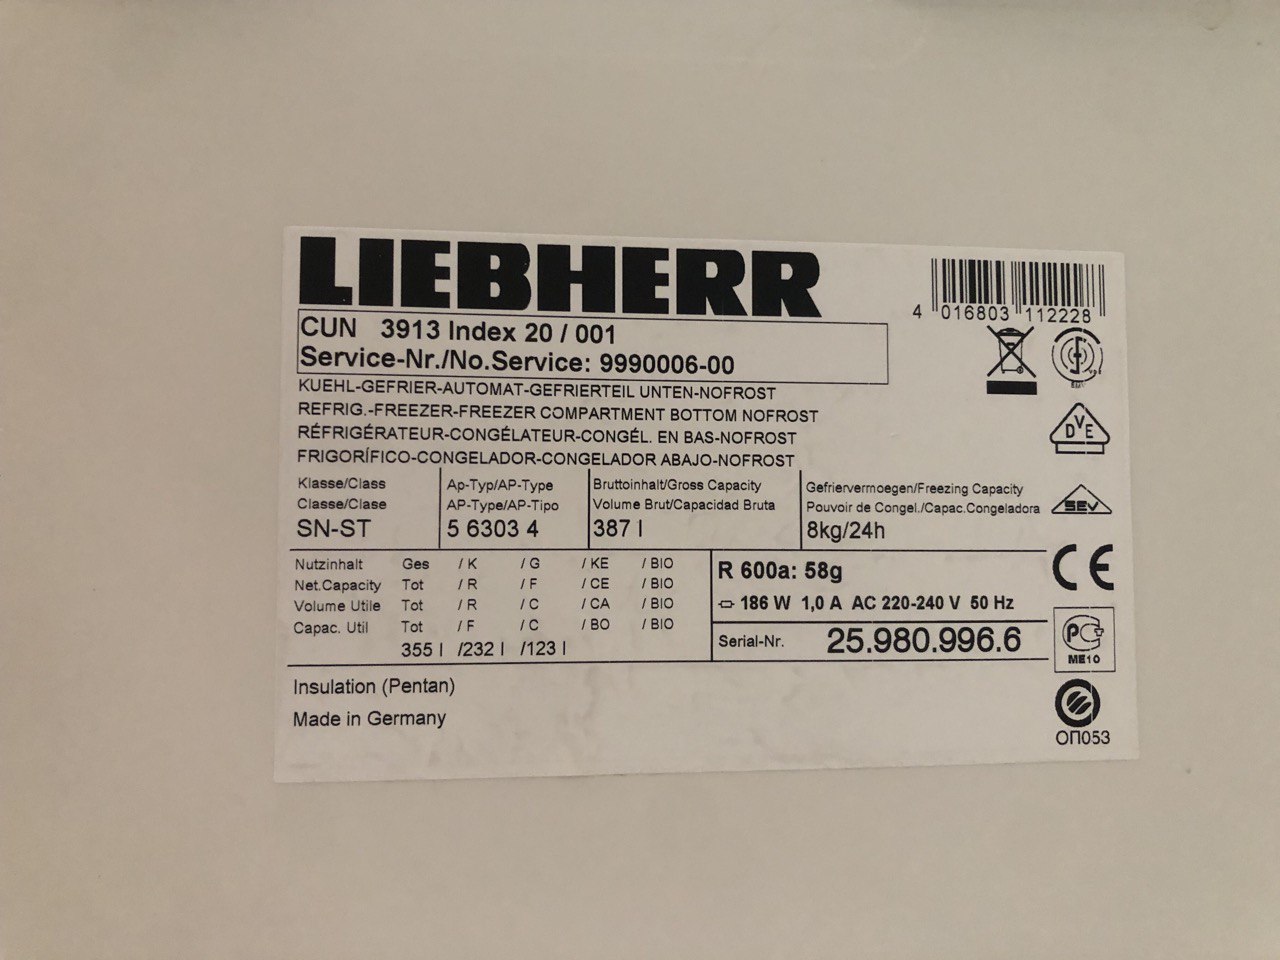 LIEBHERR
4 016803 112228
CUN 3913 Index 20 / 001
Service-Nr./No.Service: 9990006-00
KUEHL-GEFRIER-AUTOMAT-GEFRIERTEIL UNTEN-NOFROST
REFRIG.-FREEZER-FREEZER COMPARTMENT BOTTOM NOFROST
RÉFRIGÉRATEUR-CONGÉLATEUR-CONGÉL. EN BAS-NOFROST
FRIGORÍFICO-CONGELADOR-CONGELADOR ABAJO-NOFROST
DVE
Klasse/Class
Classe/Clase
SN-ST
Ap-Typ/AP-Type
AP-Type/AP-Tipo
5 6303 4
Bruttoinhalt/Gross Capacity
Volume Brut/Capacidad Bruta
387 l
Gefriervermoegen/Freezing Capacity
Pouvoir de Congel./Capac.Congeladora
8kg/24h
SEV
Nutzinhalt Ges / K / G / KE / BIO
Net.Capacity Tot / R / F / CE / BIO
Volume Utile Tot / R / C / CA / BIO
Capac. Util Tot / F / C / BO / BIO
355 l /232 l /123 l
R 600a: 58g
186 W 1,0 A AC 220-240 V 50 Hz
Serial-Nr. 25.980.996.6
CE
РСТ
ME10
ОП053
Insulation (Pentan)
Made in Germany